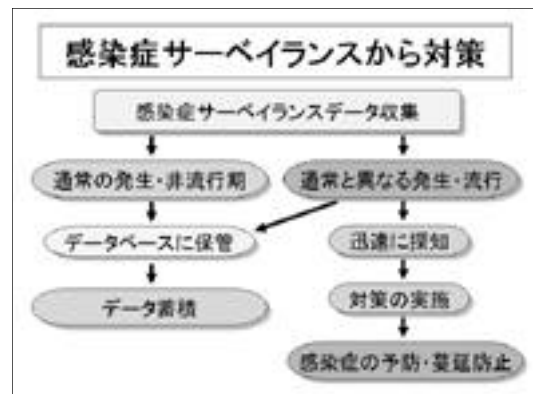 感染症サーベイランスから対策
感染症サーベイランスデータ収集
通常の発生・非流行期
通常と異なる発生・流行
データベースに保管
迅速に探知
データ蓄積
対策の実施
感染症の予防・蔓延防止